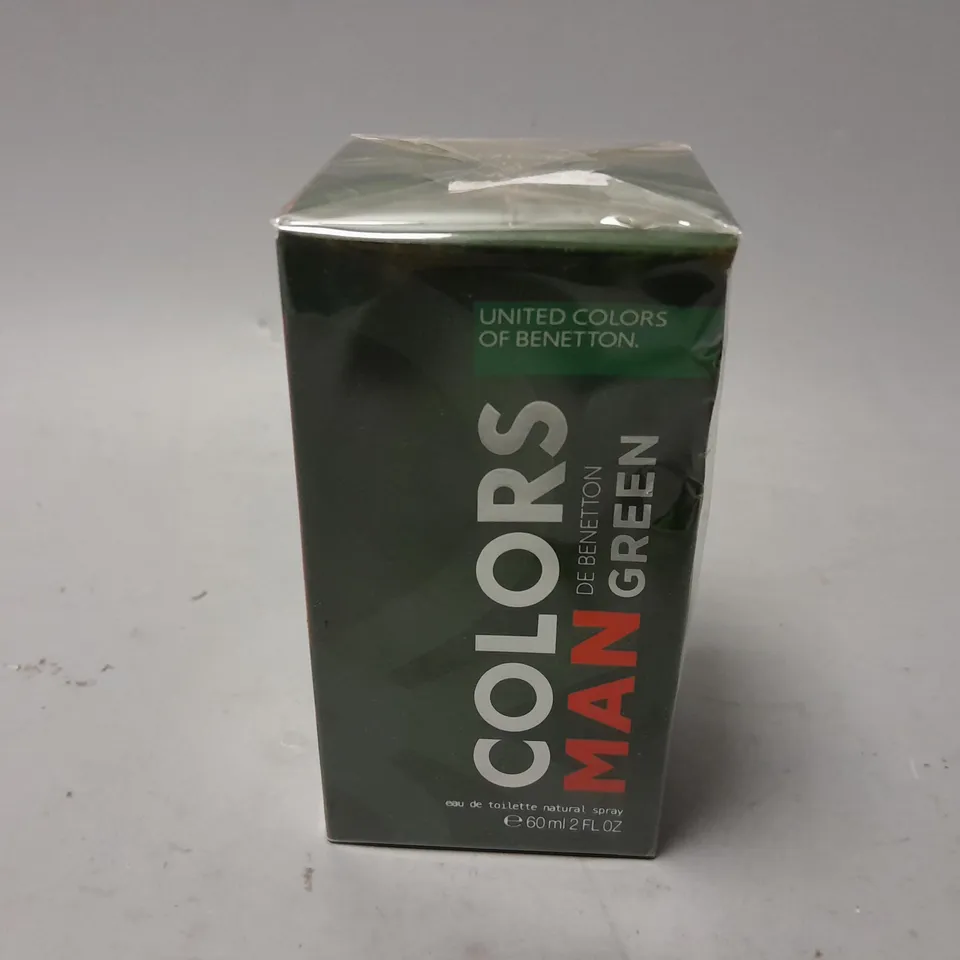 UNITED COLORS
OF BENETTON.
COLORS
DE BENETTON
MAN GREEN
eau de toilette natural spray
℮ 60 ml 2 FL OZ